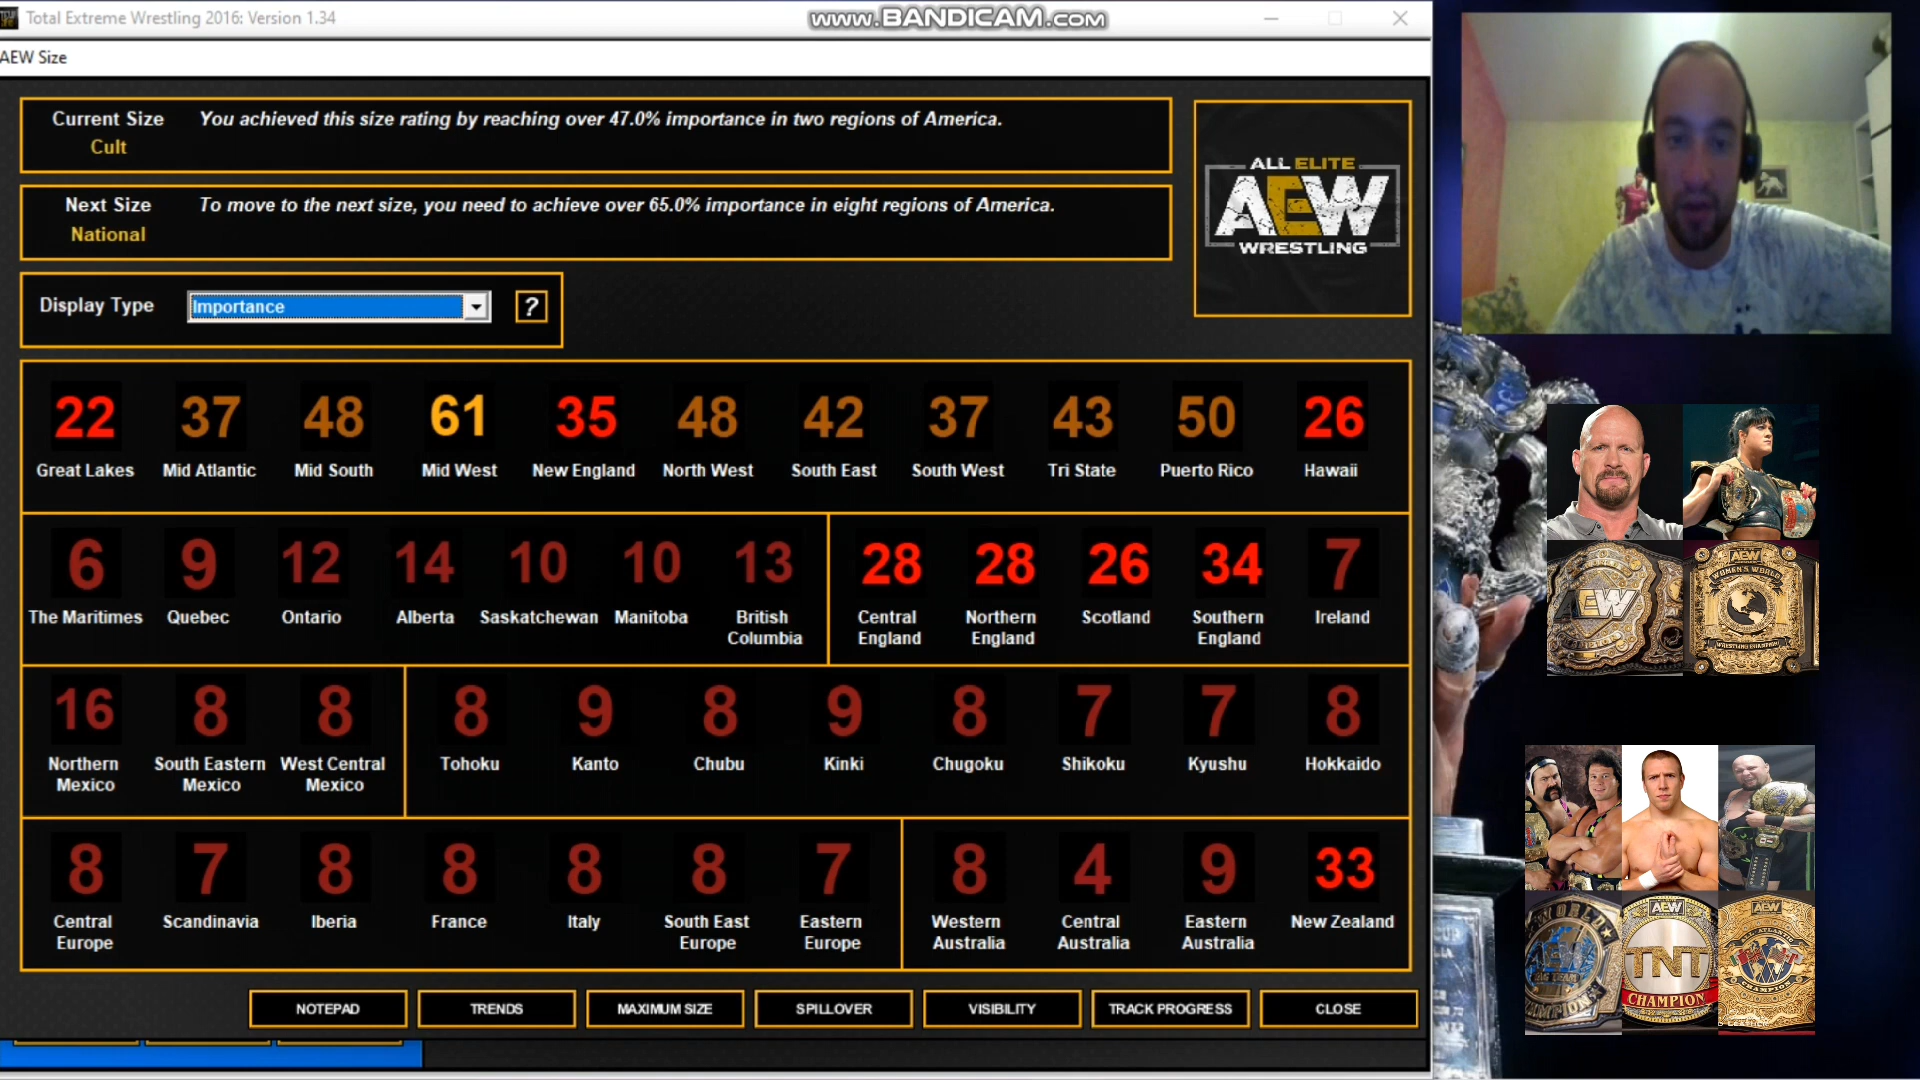 Total Extreme Wrestling 2016: Version 1.34
www.BANDICAM.com
AEW Size
Current Size
Cult
You achieved this size rating by reaching over 47.0% importance in two regions of America.
Next Size
National
To move to the next size, you need to achieve over 65.0% importance in eight regions of America.
ALL ELITE
AEW
WRESTLING
Display Type
Importance
?
22 37 48 61 35 48 42 37 43 50 26
Great Lakes Mid Atlantic Mid South Mid West New England North West South East South West Tri State Puerto Rico Hawaii
6 9 12 14 10 10 13 28 28 26 34 7
The Maritimes Quebec Ontario Alberta Saskatchewan Manitoba British Columbia Central England Northern England Scotland Southern England Ireland
16 8 8 8 9 8 9 8 7 7 8
Northern Mexico South Eastern Mexico West Central Mexico Tohoku Kanto Chubu Kinki Chugoku Shikoku Kyushu Hokkaido
8 7 8 8 8 8 7 8 4 9 33
Central Europe Scandinavia Iberia France Italy South East Europe Eastern Europe Western Australia Central Australia Eastern Australia New Zealand
NOTEPAD TRENDS MAXIMUM SIZE SPILLOVER VISIBILITY TRACK PROGRESS CLOSE
AEW
AEW
WOMEN'S WORLD
WORLD
AEW
TAG TEAM
CHAMPIONS
AEW
TNT
CHAMPION
AEW